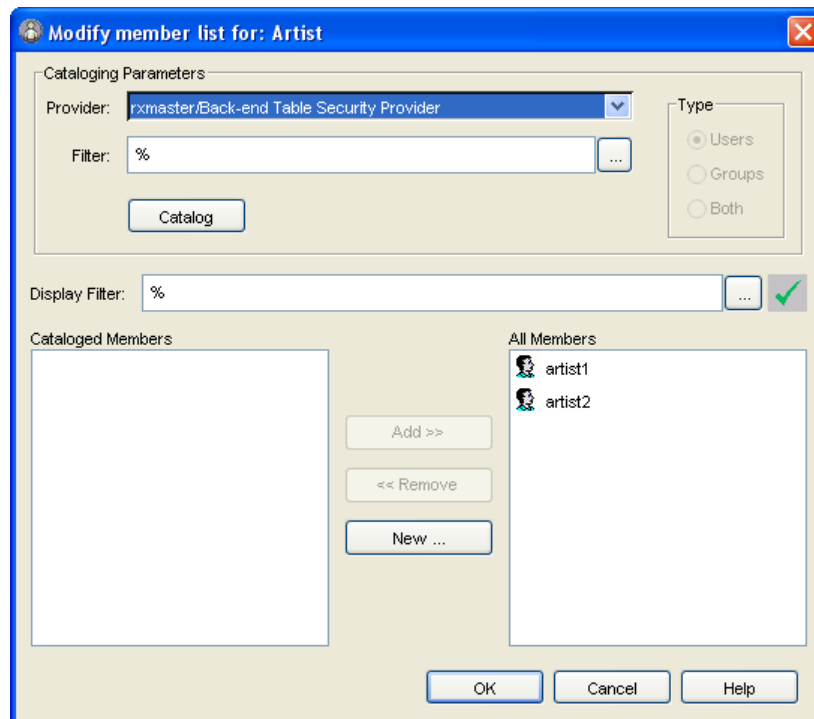 Modify member list for: Artist
Cataloging Parameters
Provider: rxmaster/Back-end Table Security Provider
Type
Users
Filter: % ...
Groups
Both
Catalog
Display Filter: % ...
Cataloged Members
All Members
artist1
artist2
Add >>
<< Remove
New ...
OK Cancel Help